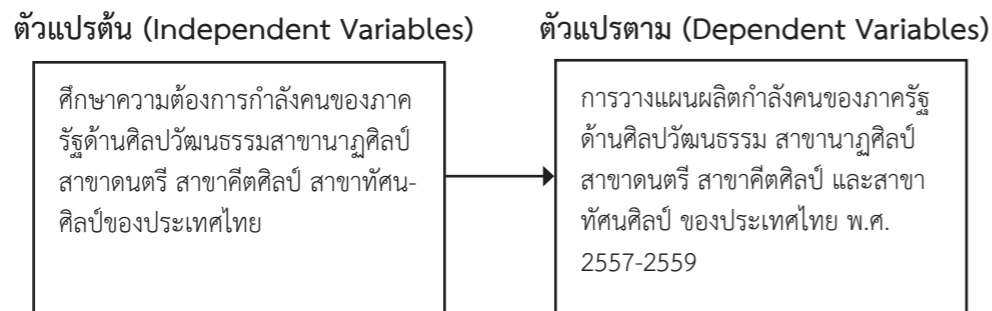 ตัวแปรต้น (Independent Variables)
ศึกษาความต้องการกำลังคนของภาค
รัฐด้านศิลปวัฒนธรรมสาขานาฏศิลป์
สาขาดนตรี สาขาคีตศิลป์ สาขาทัศน-
ศิลป์ของประเทศไทย
ตัวแปรตาม (Dependent Variables)
การวางแผนผลิตกำลังคนของภาครัฐ
ด้านศิลปวัฒนธรรม สาขานาฏศิลป์
สาขาดนตรี สาขาคีตศิลป์ และสาขา
ทัศนศิลป์ ของประเทศไทย พ.ศ.
2557-2559